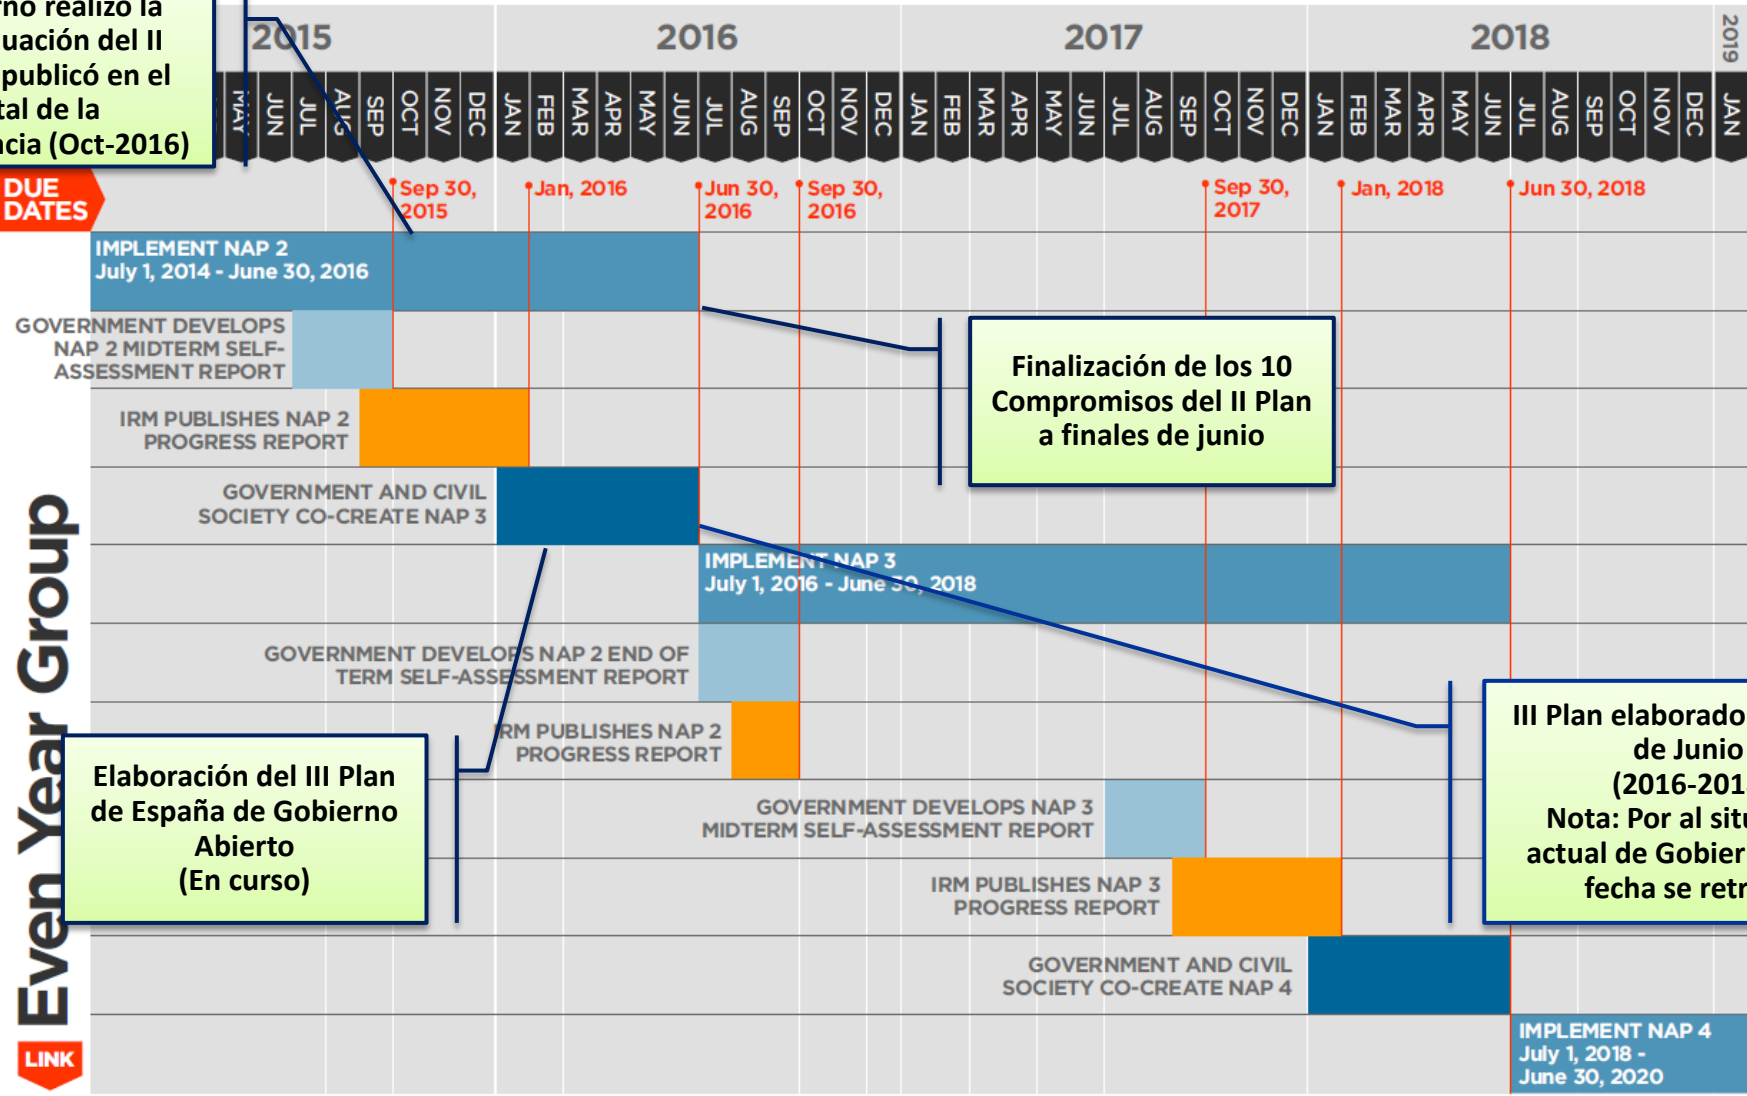 realizó la
del II
publicó en el
de la
(Oct-2016)
2015
2016
2017
2018
2019
MAY JUN JUL AUG SEP OCT NOV DEC JAN FEB MAR APR MAY JUN JUL AUG SEP OCT NOV DEC JAN FEB MAR APR MAY JUN JUL AUG SEP OCT NOV DEC JAN FEB MAR APR MAY JUN JUL AUG SEP OCT NOV DEC JAN
DUE
DATES
Sep 30,
2015
Jan, 2016
Jun 30,
2016
Sep 30,
2016
Sep 30,
2017
Jan, 2018
Jun 30, 2018
Even Year Group
LINK
IMPLEMENT NAP 2
July 1, 2014 - June 30, 2016
GOVERNMENT DEVELOPS
NAP 2 MIDTERM SELF-
ASSESSMENT REPORT
Finalización de los 10
Compromisos del II Plan
a finales de junio
IRM PUBLISHES NAP 2
PROGRESS REPORT
GOVERNMENT AND CIVIL
SOCIETY CO-CREATE NAP 3
IMPLEMENT NAP 3
July 1, 2016 - June 30, 2018
GOVERNMENT DEVELOPS NAP 2 END OF
TERM SELF-ASSESSMENT REPORT
IRM PUBLISHES NAP 2
PROGRESS REPORT
Elaboración del III Plan
de España de Gobierno
Abierto
(En curso)
III Plan elaborado
de Junio
Nota: Por al
actual de
fecha se
GOVERNMENT DEVELOPS NAP 3
MIDTERM SELF-ASSESSMENT REPORT
IRM PUBLISHES NAP 3
PROGRESS REPORT
GOVERNMENT AND CIVIL
SOCIETY CO-CREATE NAP 4
IMPLEMENT NAP 4
July 1, 2018 -
June 30, 2020